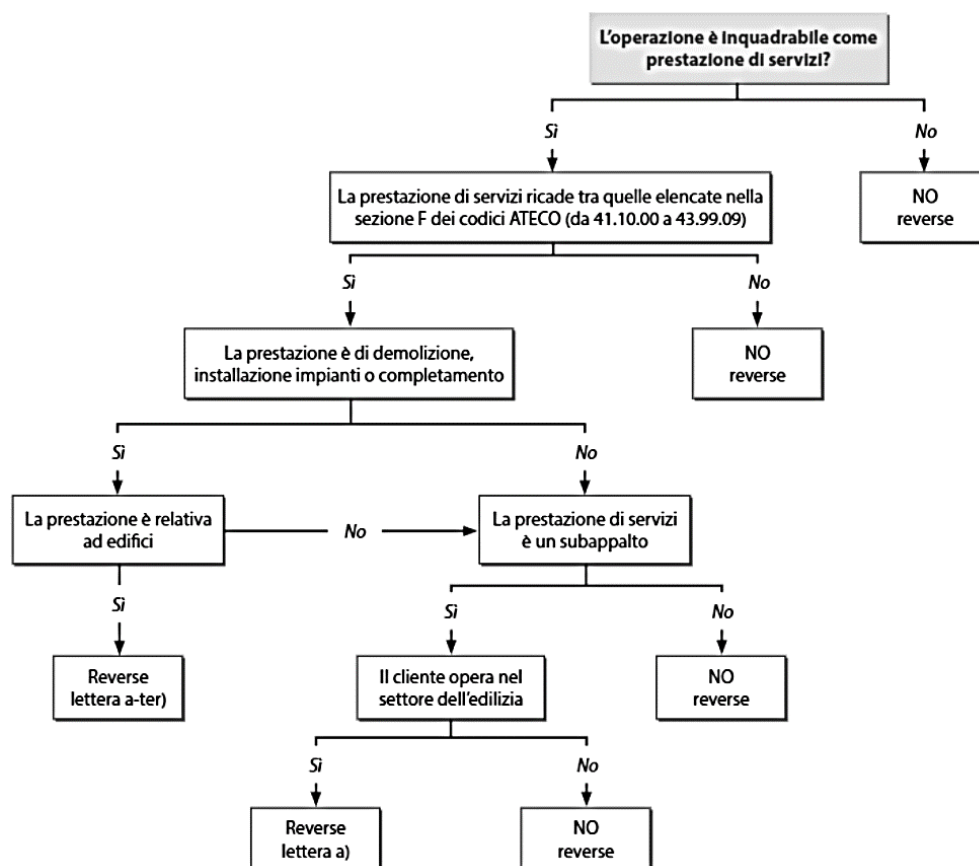 L'operazione è inquadrabile come
prestazione di servizi?
Sì
No
La prestazione di servizi ricade tra quelle elencate nella
sezione F dei codici ATECO (da 41.10.00 a 43.99.09)
NO
reverse
Sì
No
La prestazione è di demolizione,
installazione impianti o completamento
NO
reverse
Sì
No
La prestazione è relativa
ad edifici
No
La prestazione di servizi
è un subappalto
Sì
Sì
No
Reverse
lettera a-ter)
Il cliente opera nel
settore dell'edilizia
NO
reverse
Sì
No
Reverse
lettera a)
NO
reverse